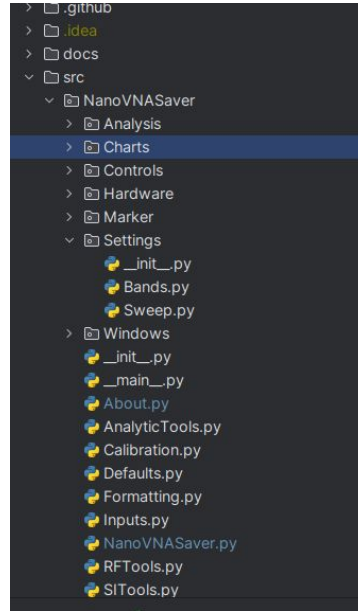 .github
.idea
docs
src
NanoVNASaver
Analysis
Charts
Controls
Hardware
Marker
Settings
__init__.py
Bands.py
Sweep.py
Windows
__init__.py
__main__.py
About.py
AnalyticTools.py
Calibration.py
Defaults.py
Formatting.py
Inputs.py
NanoVNASaver.py
RFTools.py
SITools.py